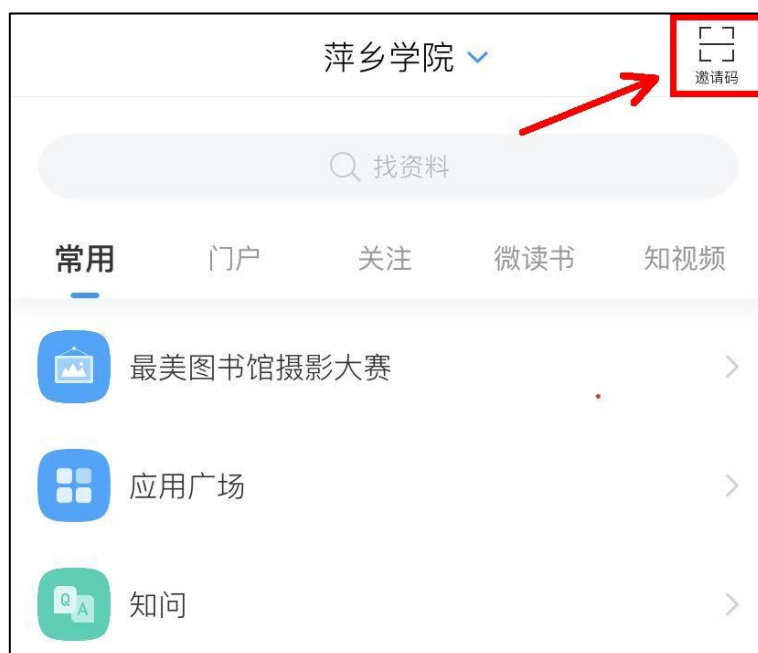 萍乡学院
邀请码
找资料
常用 门户 关注 微读书 知视频
最美图书馆摄影大赛
应用广场
Q A 知问